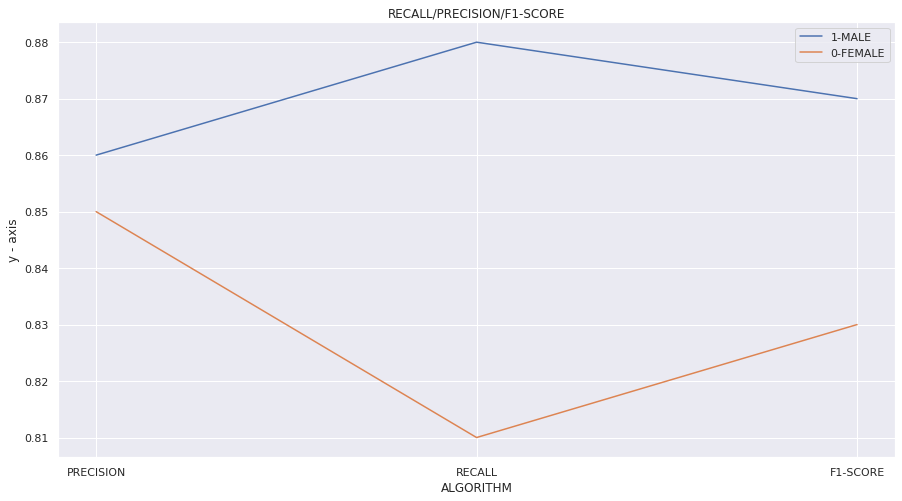 RECALL/PRECISION/F1-SCORE
1-MALE
0-FEMALE
0.88
0.87
0.86
0.85
0.84
0.83
0.82
0.81
y - axis
PRECISION RECALL F1-SCORE
ALGORITHM